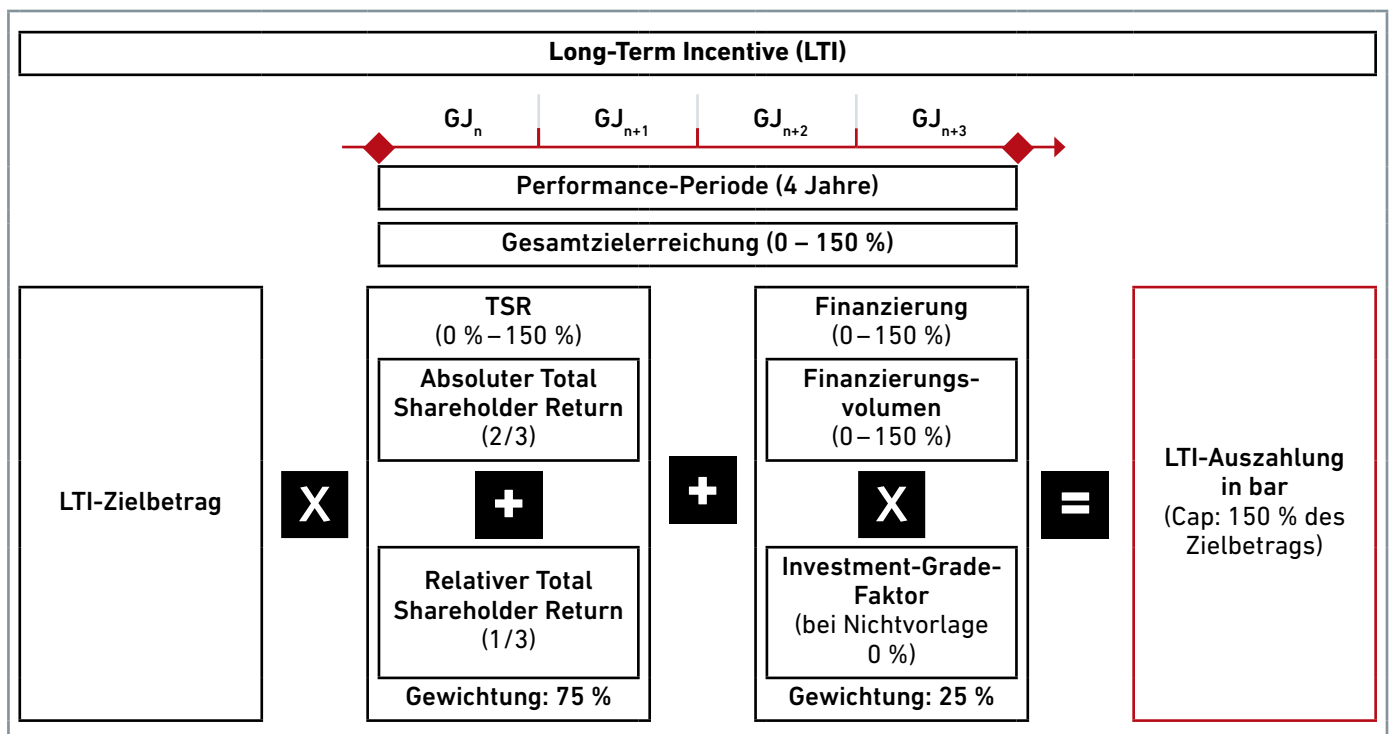 Long-Term Incentive (LTI)
GJn
GJn+1
GJn+2
GJn+3
Performance-Periode (4 Jahre)
Gesamtzielerreichung (0 – 150 %)
LTI-Zielbetrag
X
TSR
(0 % – 150 %)
Absoluter Total
Shareholder Return
(2/3)
+
Relativer Total
Shareholder Return
(1/3)
Gewichtung: 75 %
+
Finanzierung
(0 – 150 %)
Finanzierungs-
volumen
(0 – 150 %)
X
Investment-Grade-
Faktor
(bei Nichtvorlage
0 %)
Gewichtung: 25 %
=
LTI-Auszahlung
in bar
(Cap: 150 % des
Zielbetrags)